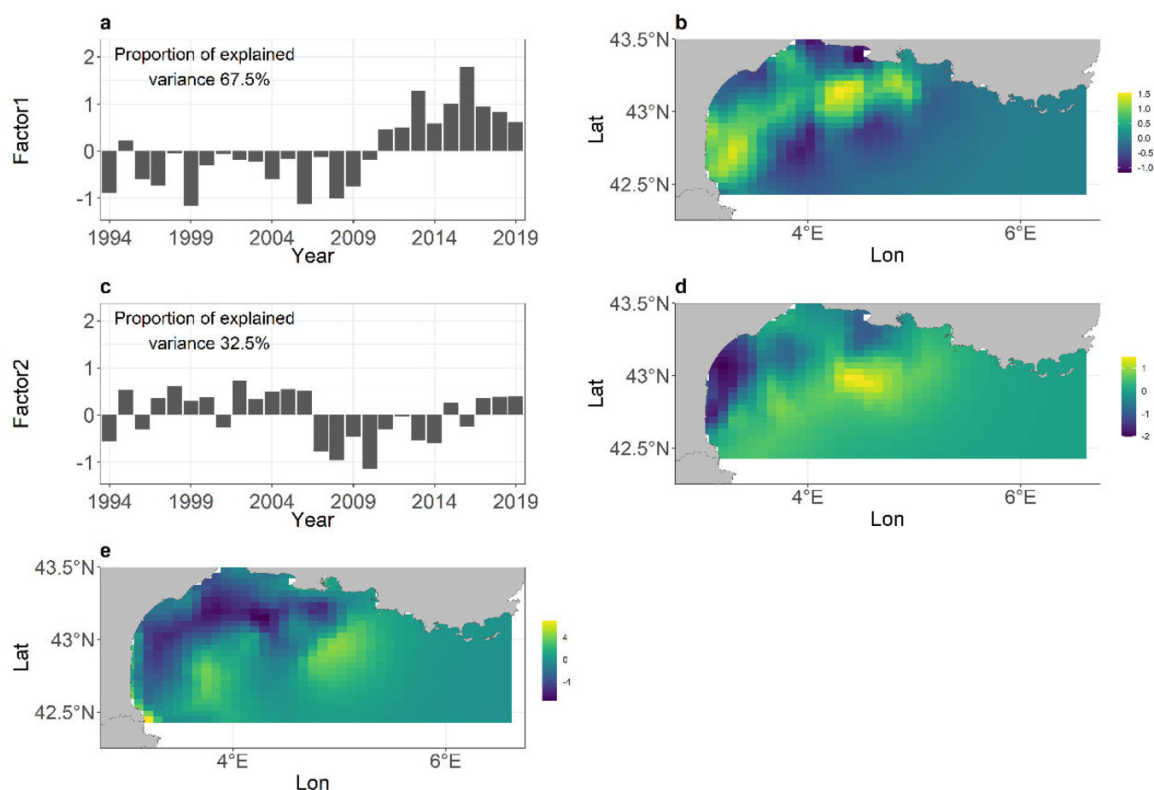 a
Proportion of explained
variance 67.5%
Factor1
2
1
0
-1
1994 1999 2004 2009 2014 2019
Year
b
Lat
43.5°N
43°N
42.5°N
4°E 6°E
Lon
1.5
1.0
0.5
0.0
-0.5
-1.0
c
Proportion of explained
variance 32.5%
Factor2
2
1
0
-1
1994 1999 2004 2009 2014 2019
Year
d
Lat
43.5°N
43°N
42.5°N
4°E 6°E
Lon
1
0
-1
-2
e
Lat
43.5°N
43°N
42.5°N
4°E 6°E
Lon
4
0
-4